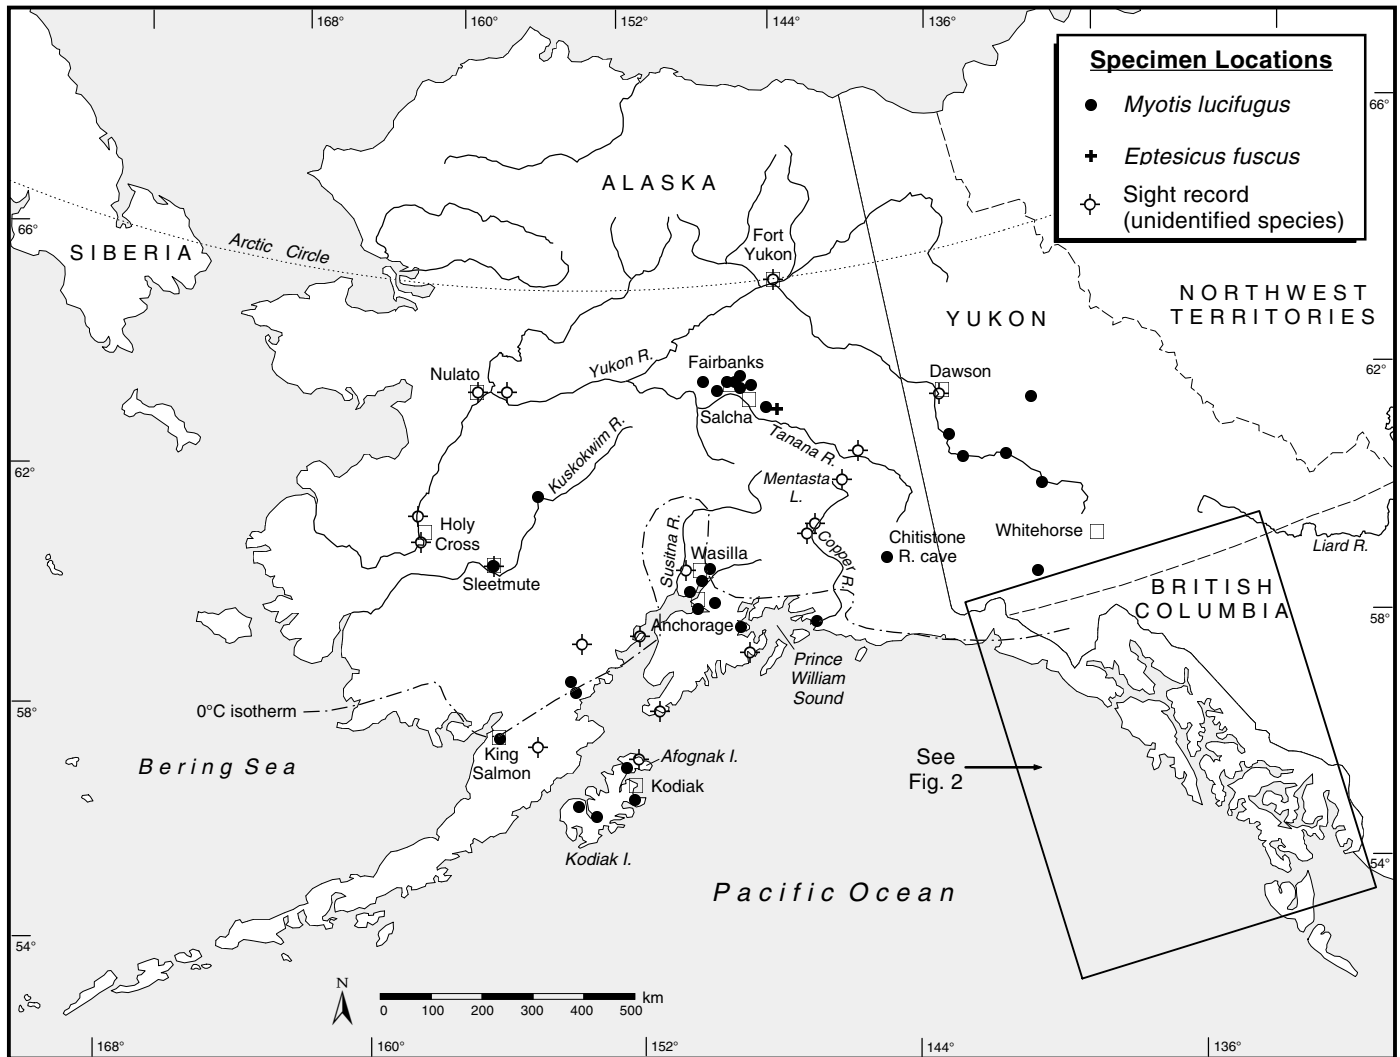 168°
160°
152°
144°
136°
Specimen Locations
Myotis lucifugus
Eptesicus fuscus
Sight record
(unidentified species)
66°
ALASKA
66°
SIBERIA
Arctic Circle
Fort
Yukon
NORTHWEST
TERRITORIES
YUKON
62°
Nulato
Yukon R.
Fairbanks
Dawson
Salcha
Tanana R.
Kuskokwim R.
62°
Mentasta
L.
Holy
Cross
Susitna R.
Wasilla
Copper R.
Chitistone
R. cave
Whitehorse
Liard R.
Sleetmute
BRITISH
COLUMBIA
58°
Anchorage
Prince
William
Sound
58°
0°C isotherm
King
Salmon
Bering Sea
Afognak I.
Kodiak
See
Fig. 2
Kodiak I.
54°
Pacific Ocean
54°
N
km
0 100 200 300 400 500
168°
160°
152°
144°
136°